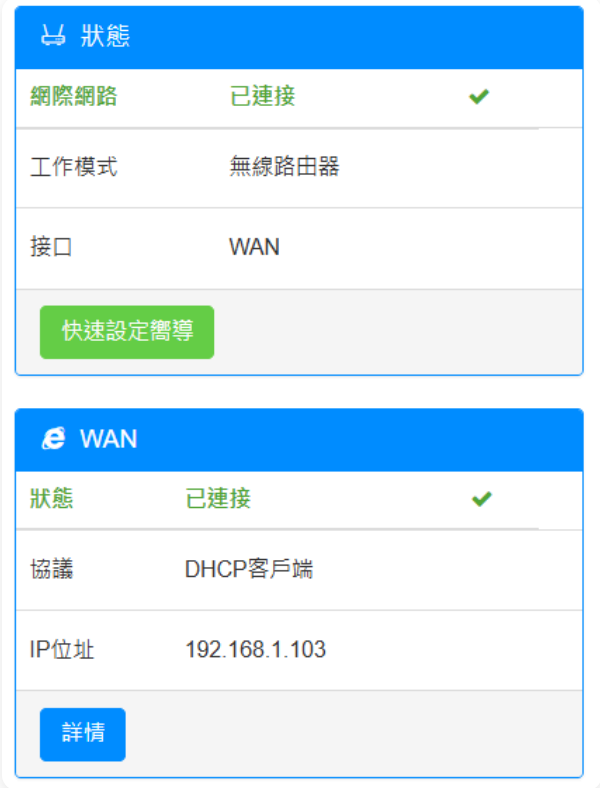 狀態
網際網路 已連接
工作模式 無線路由器
接口 WAN
快速設定嚮導
WAN
狀態 已連接
協議 DHCP客戶端
IP位址 192.168.1.103
詳情